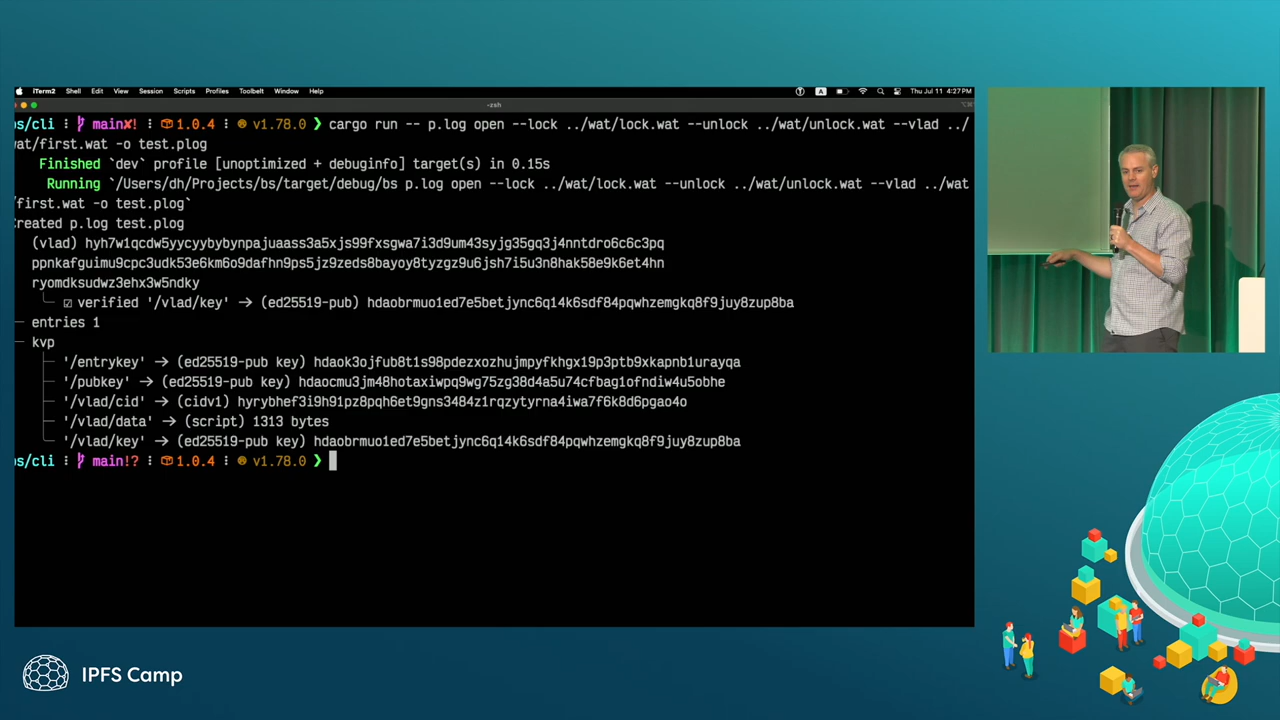 iTerm2 Shell Edit View Session Scripts Profiles Toolbelt Window Help Thu Jul 11 4:27 PM
-zsh
bs/cli main✘! 1.0.4 v1.78.0 ❯ cargo run -- p.log open --lock ../wat/lock.wat --unlock ../wat/unlock.wat --vlad ../
wat/first.wat -o test.plog
Finished `dev` profile [unoptimized + debuginfo] target(s) in 0.15s
Running `/Users/dh/Projects/bs/target/debug/bs p.log open --lock ../wat/lock.wat --unlock ../wat/unlock.wat --vlad ../wat
/first.wat -o test.plog`
Created p.log test.plog
(vlad) hyh7w1qcdw5yycyybybynpajuaass3a5xjs99fxsgwa7i3d9um43syjg35gq3j4nntdro6c6c3pq
ppnkafguimu9cpc3udk53e6km6o9dafhn9ps5jz9zeds8bayoy8tyzgz9u6jsh7i5u3n8hak58e9k6et4hn
ryomdksudwz3ehx3w5ndky
☑ verified '/vlad/key' → (ed25519-pub) hdaobrmuo1ed7e5betjync6q14k6sdf84pqwhzemgkq8f9juy8zup8ba
entries 1
kvp
'/entrykey' → (ed25519-pub key) hdaok3ojfub8t1s98pdezxozhujmpyfkhgx19p3ptb9xkapnb1urayqa
'/pubkey' → (ed25519-pub key) hdaocmu3jm48hotaxiwpq9wg75zg38d4a5u74cfbag1ofndiw4u5obhe
'/vlad/cid' → (cidv1) hyrybhef3i9h91pz8pqh6et9gns3484z1rqzytyrna4iwa7f6k8d6pgao4o
'/vlad/data' → (script) 1313 bytes
'/vlad/key' → (ed25519-pub key) hdaobrmuo1ed7e5betjync6q14k6sdf84pqwhzemgkq8f9juy8zup8ba
bs/cli main!? 1.0.4 v1.78.0 ❯
IPFS Camp